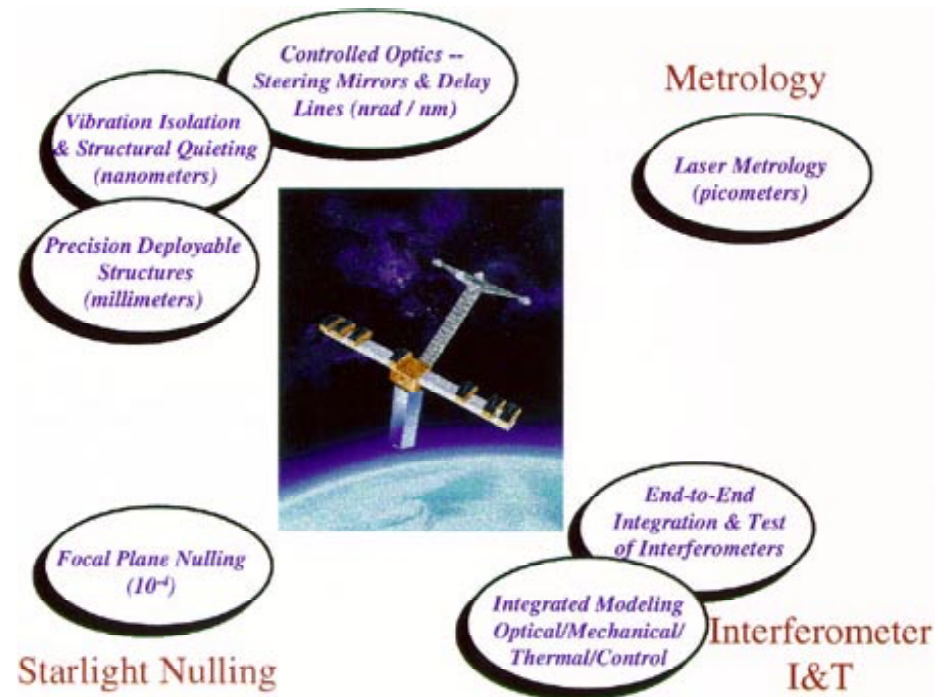 Controlled Optics --
Steering Mirrors & Delay
Lines (nrad / nm)
Vibration Isolation
& Structural Quieting
(nanometers)
Precision Deployable
Structures
(millimeters)
Metrology
Laser Metrology
(picometers)
Focal Plane Nulling
(10⁻⁴)
Starlight Nulling
End-to-End
Integration & Test
of Interferometers
Integrated Modeling
Optical/Mechanical/
Thermal/Control
Interferometer
I&T